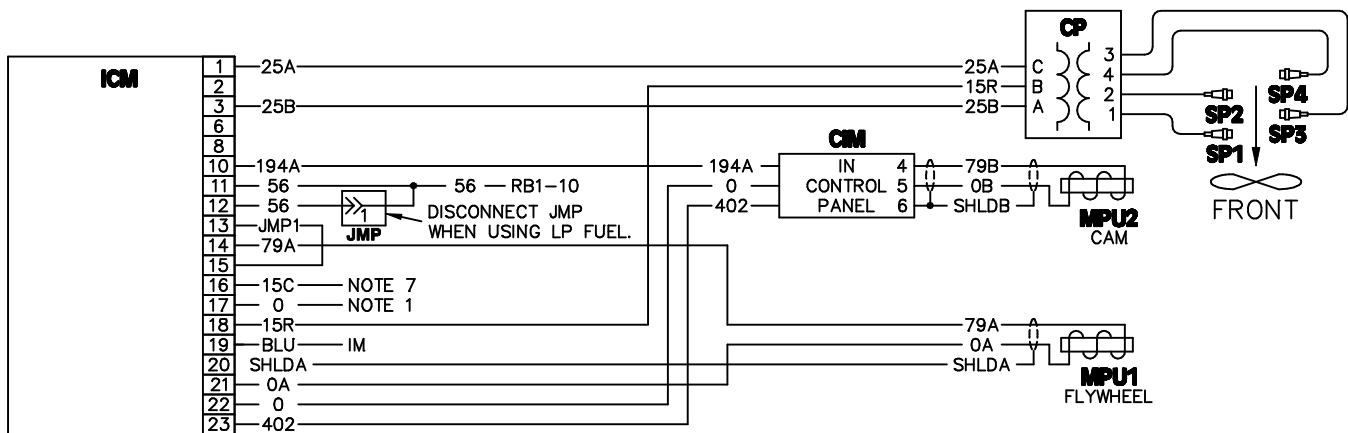 ICM
1 25A 25A C CP 3
2 15R B 4
3 25B 25B A 2
6 1
8
SP4
SP2
SP3
SP1
FRONT
CIM
10 194A 194A IN 4 79B
11 56 56 RB1-10 0 CONTROL 5 0B
12 56 1 402 PANEL 6 SHLDB
JMP
DISCONNECT JMP
WHEN USING LP FUEL.
MPU2
CAM
13 JMP1
14 79A
15
16 15C NOTE 7
17 0 NOTE 1
18 15R 79A
19 BLU IM 0A
20 SHLDA SHLDA
21 0A
MPU1
FLYWHEEL
22 0
23 402